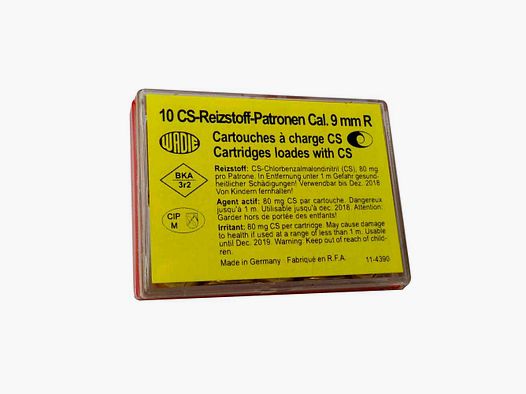 10 CS-Reizstoff-Patronen Cal. 9 mm R
WADIE
Cartouches à charge CS
Cartridges loades with CS
BKA
3r2
CIP
M
Reizstoff: CS-Chlorbenzalmalondinitril (CS), 80 mg
pro Patrone. In Entfernung unter 1 m Gefahr gesund-
heitlicher Schädigungen! Verwendbar bis Dez. 2018
Von Kindern fernhalten!
Agent actif: 80 mg CS par cartouche. Dangereux
jusqu'à 1 m. Utilisable jusqu'à dez. 2018. Attention:
Garder hors de portée des entfants!
Irritant: 80 mg CS per cartridge: May cause damage
to health if used at a range of less than 1 m. Usable
until Dec. 2019. Warning: Keep out of reach of child-
ren.
Made in Germany Fabriqué en R.F.A. 11-4390